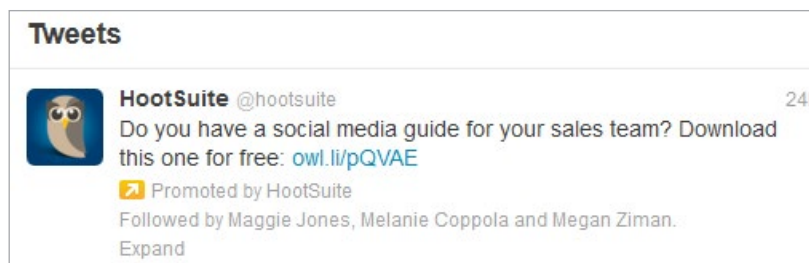 Tweets
HootSuite @hootsuite 24
Do you have a social media guide for your sales team? Download
this one for free: owl.li/pQVAE
Promoted by HootSuite
Followed by Maggie Jones, Melanie Coppola and Megan Ziman.
Expand